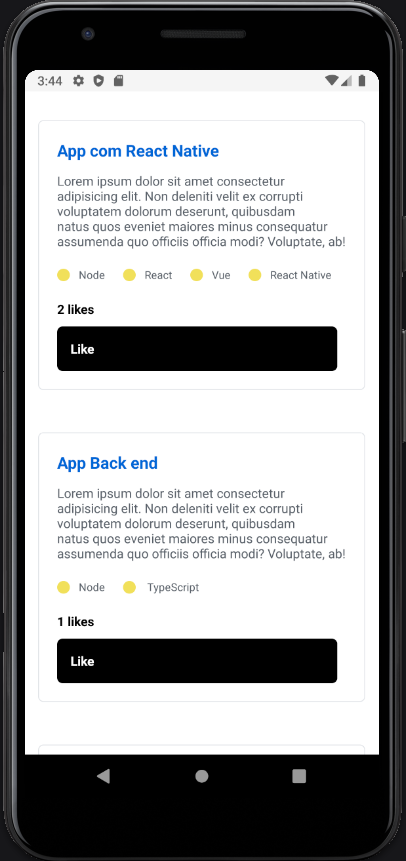 3:44
App com React Native
Lorem ipsum dolor sit amet consectetur
adipisicing elit. Non deleniti velit ex corrupti
voluptatem dolorum deserunt, quibusdam
natus quos eveniet maiores minus consequatur
assumenda quo officiis officia modi? Voluptate, ab!
Node React Vue React Native
2 likes
Like
App Back end
Lorem ipsum dolor sit amet consectetur
adipisicing elit. Non deleniti velit ex corrupti
voluptatem dolorum deserunt, quibusdam
natus quos eveniet maiores minus consequatur
assumenda quo officiis officia modi? Voluptate, ab!
Node TypeScript
1 likes
Like